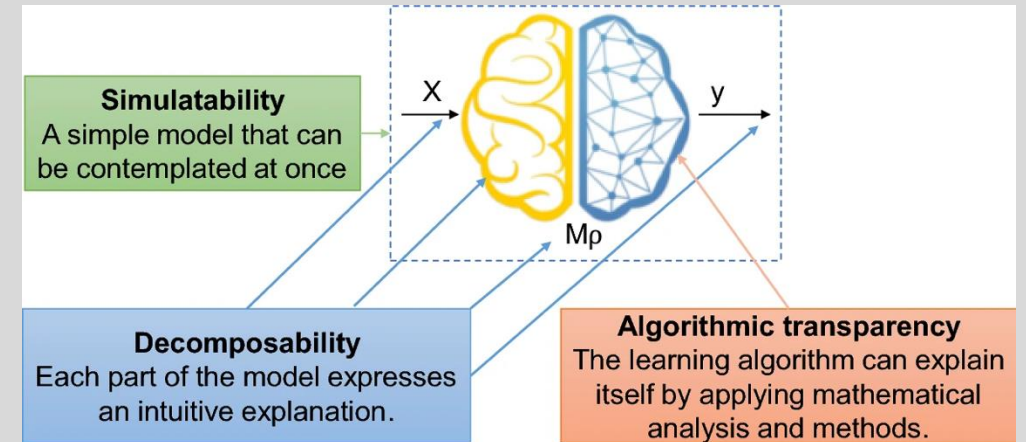 Simulatability
A simple model that can
be contemplated at once
X
y
Mρ
Decomposability
Each part of the model expresses
an intuitive explanation.
Algorithmic transparency
The learning algorithm can explain
itself by applying mathematical
analysis and methods.